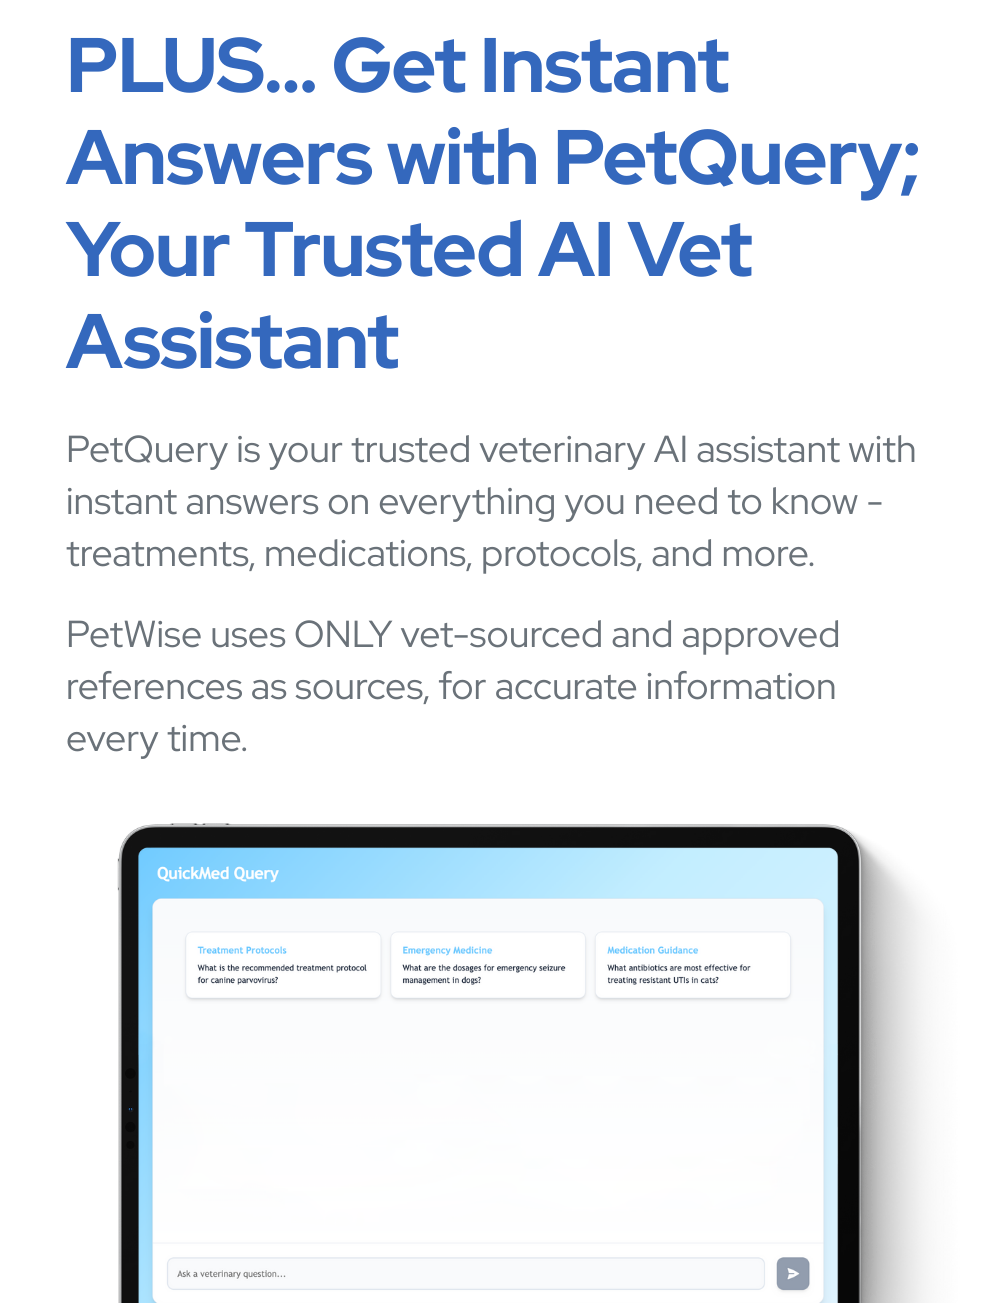 PLUS... Get Instant
Answers with PetQuery;
Your Trusted AI Vet
Assistant
PetQuery is your trusted veterinary AI assistant with
instant answers on everything you need to know -
treatments, medications, protocols, and more.
PetWise uses ONLY vet-sourced and approved
references as sources, for accurate information
every time.
QuickMed Query
Treatment Protocols
What is the recommended treatment protocol
for canine parvovirus?
Emergency Medicine
What are the dosages for emergency seizure
management in dogs?
Medication Guidance
What antibiotics are most effective for
treating resistant UTIs in cats?
Ask a veterinary question...